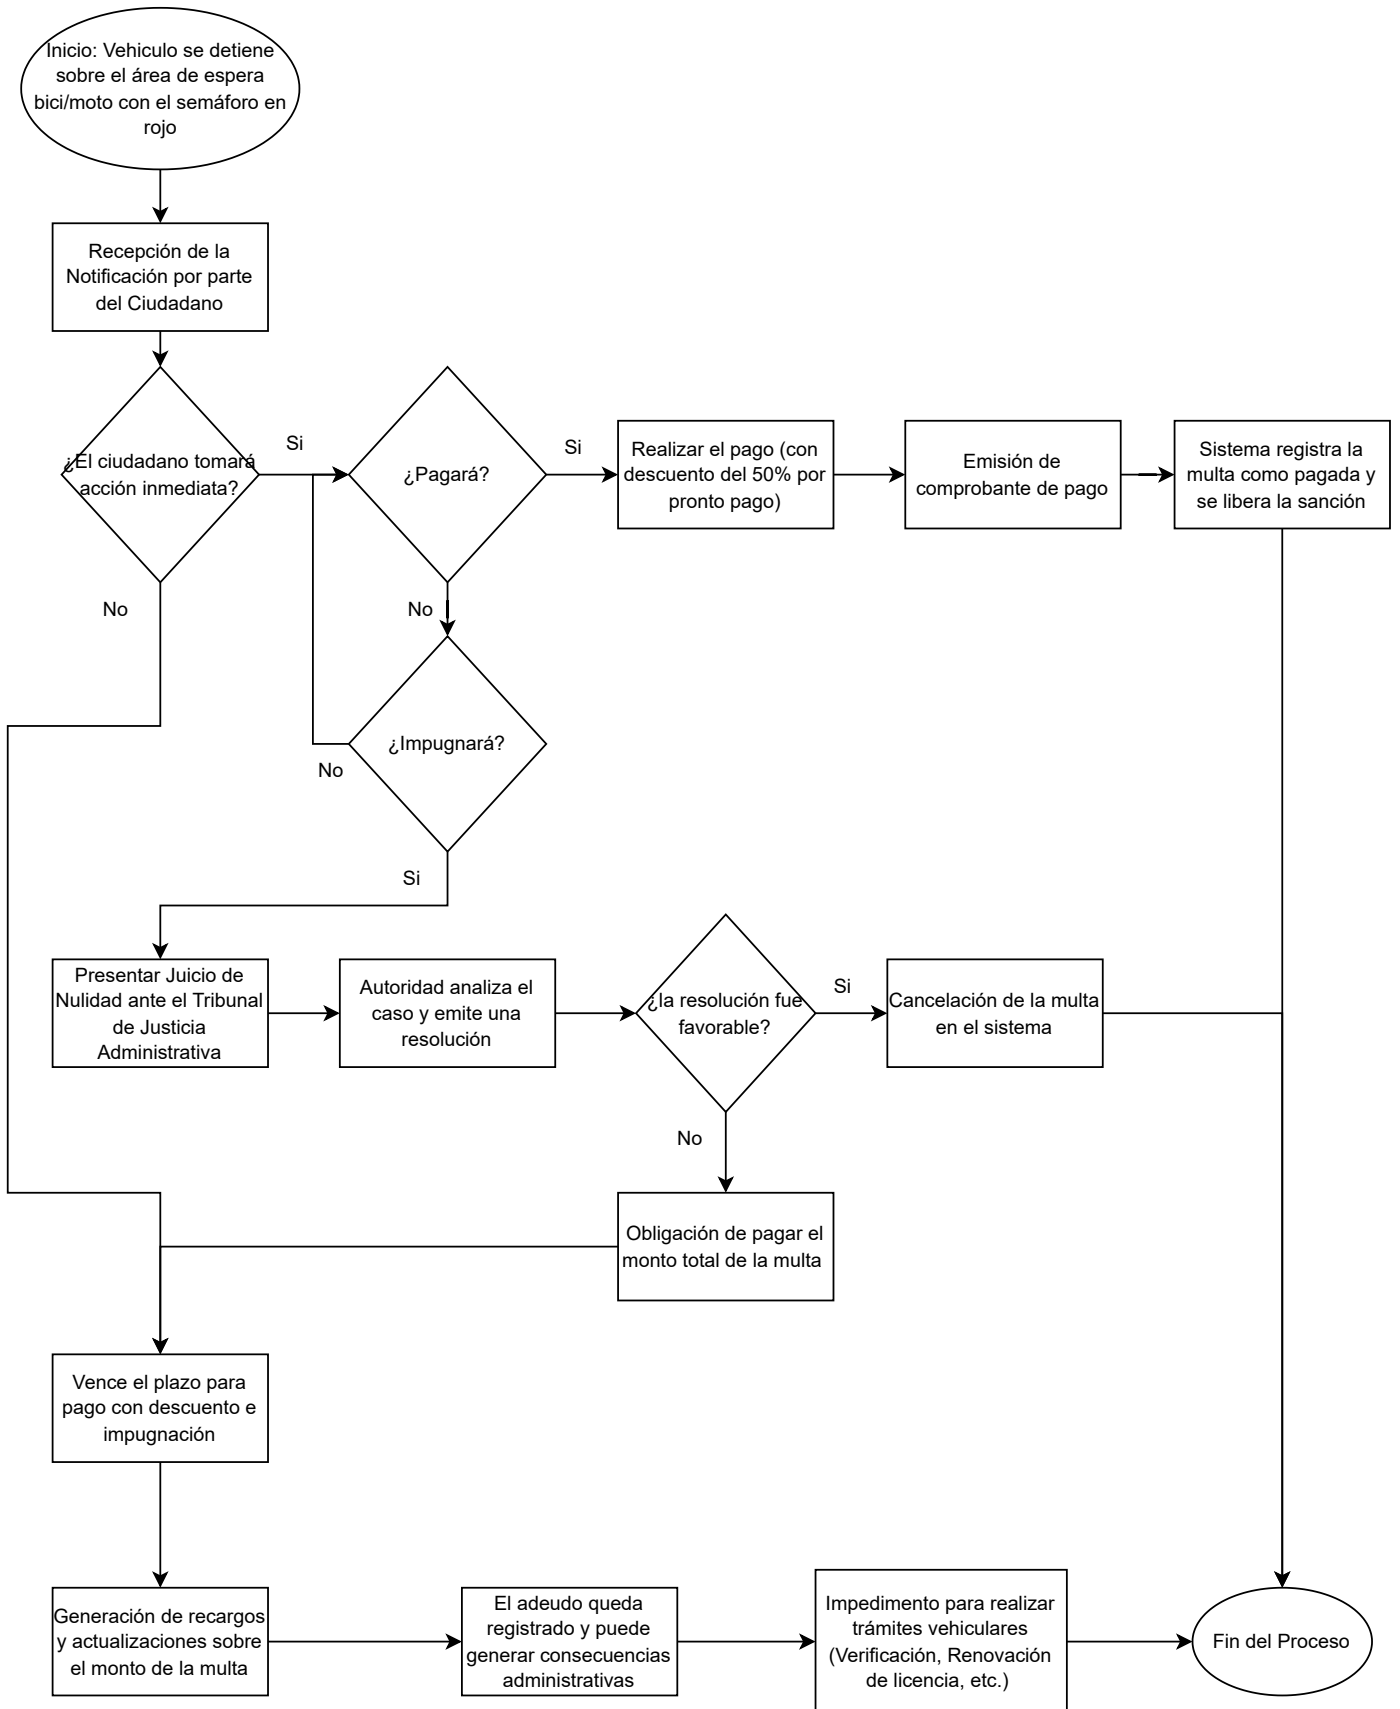 Inicio: Vehiculo se detiene
sobre el área de espera
bici/moto con el semáforo en
rojo
Recepción de la
Notificación por parte
del Ciudadano
¿El ciudadano tomará
acción inmediata?
Si
¿Pagará?
Si
Realizar el pago (con
descuento del 50% por
pronto pago)
Emisión de
comprobante de pago
Sistema registra la
multa como pagada y
se libera la sanción
No
No
¿Impugnará?
No
Si
Presentar Juicio de
Nulidad ante el Tribunal
de Justicia
Administrativa
Autoridad analiza el
caso y emite una
resolución
¿la resolución fue
favorable?
Si
Cancelación de la multa
en el sistema
No
Obligación de pagar el
monto total de la multa
Vence el plazo para
pago con descuento e
impugnación
Generación de recargos
y actualizaciones sobre
el monto de la multa
El adeudo queda
registrado y puede
generar consecuencias
administrativas
Impedimento para realizar
trámites vehiculares
(Verificación, Renovación
de licencia, etc.)
Fin del Proceso